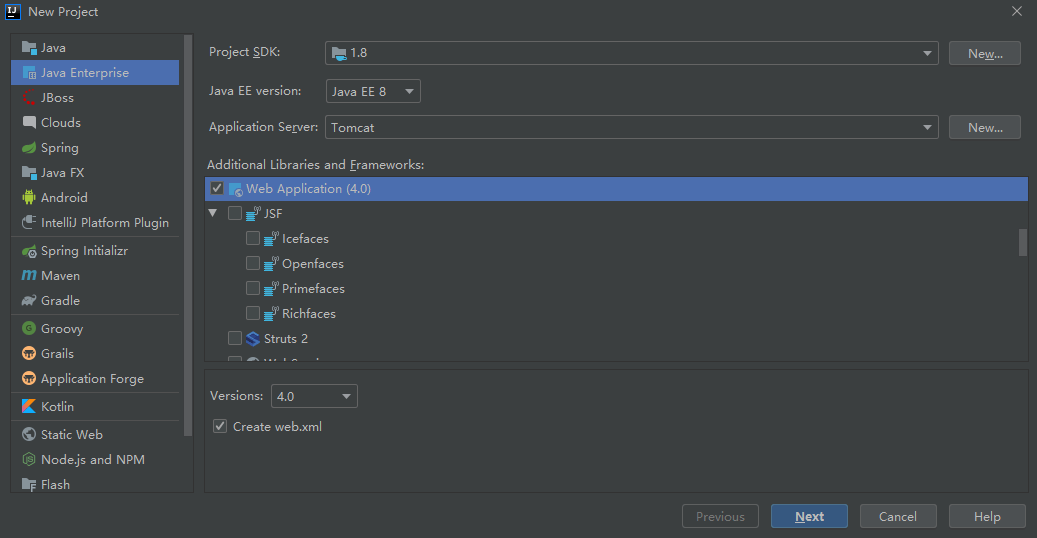 New Project
Java
Java Enterprise
JBoss
Clouds
Spring
Java FX
Android
IntelliJ Platform Plugin
Spring Initializr
Maven
Gradle
Groovy
Grails
Application Forge
Kotlin
Static Web
Node.js and NPM
Flash
Project SDK: 1.8 New...
Java EE version: Java EE 8
Application Server: Tomcat New...
Additional Libraries and Frameworks:
Web Application (4.0)
JSF
Icefaces
Openfaces
Primefaces
Richfaces
Struts 2
Versions: 4.0
Create web.xml
Previous Next Cancel Help